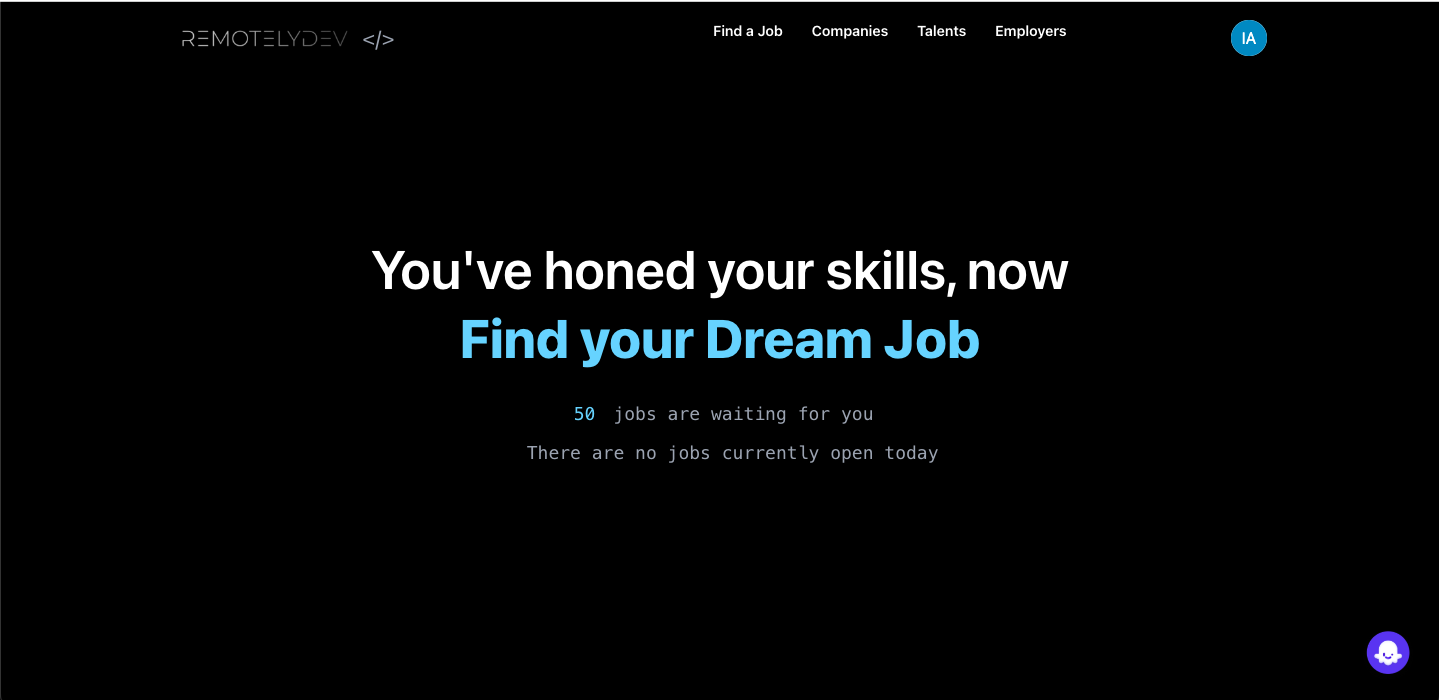 REMOTELYDEV </>
Find a Job
Companies
Talents
Employers
IA
You've honed your skills, now
Find your Dream Job
50 jobs are waiting for you
There are no jobs currently open today